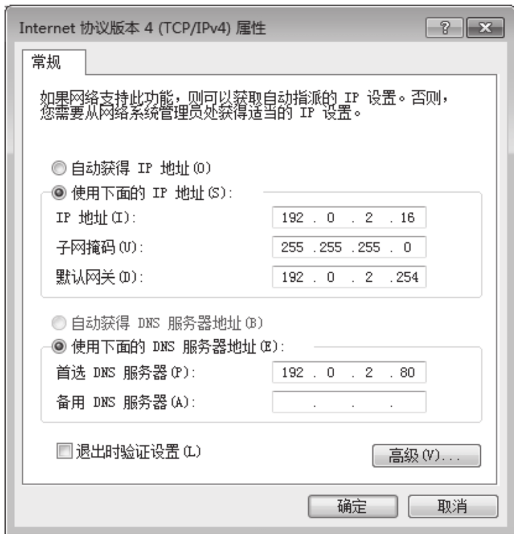 Internet 协议版本 4 (TCP/IPv4) 属性
常规
如果网络支持此功能，则可以获取自动指派的 IP 设置。否则，
您需要从网络系统管理员处获得适当的 IP 设置。
自动获得 IP 地址(O)
使用下面的 IP 地址(S):
IP 地址(I): 192 . 0 . 2 . 16
子网掩码(U): 255 .255 .255 . 0
默认网关(D): 192 . 0 . 2 .254
自动获得 DNS 服务器地址(B)
使用下面的 DNS 服务器地址(E):
首选 DNS 服务器(P): 192 . 0 . 2 . 80
备用 DNS 服务器(A): . . .
退出时验证设置(L)
高级(V)...
确定 取消